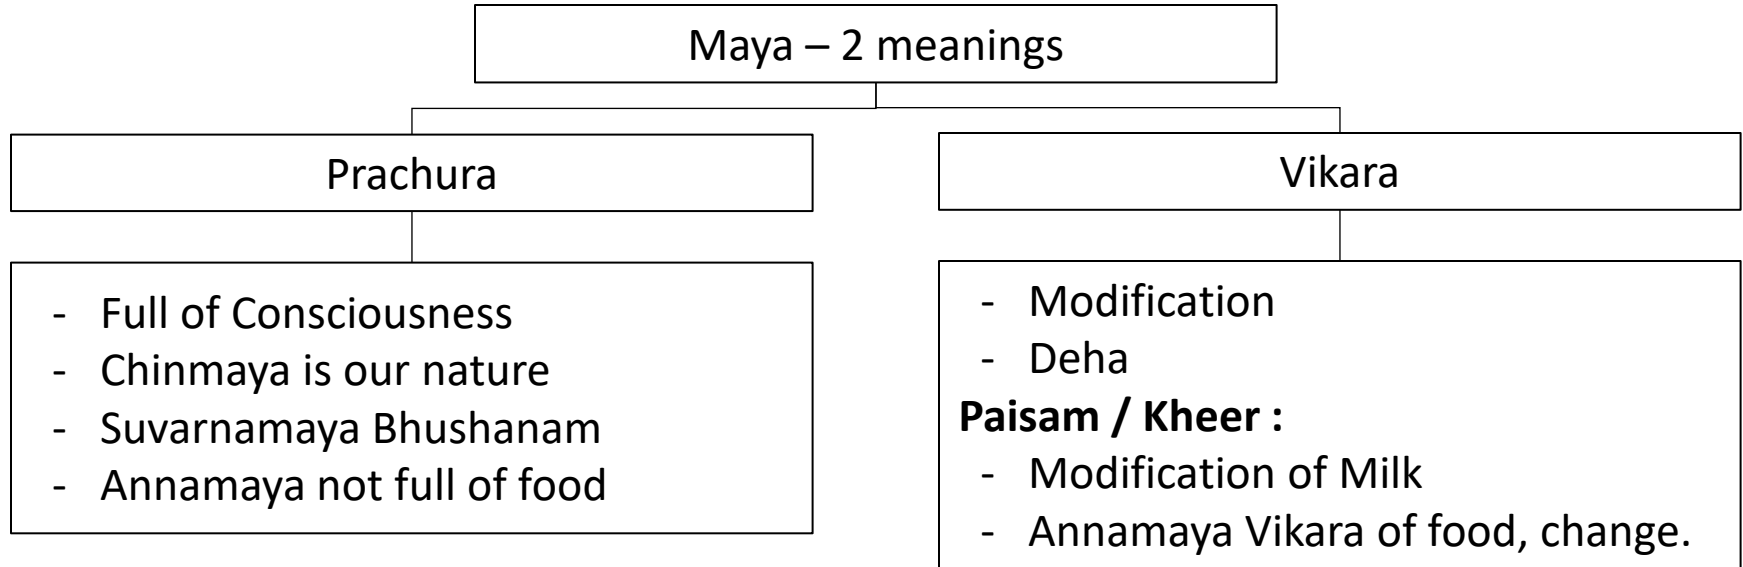 Maya – 2 meanings
Prachura
- Full of Consciousness
- Chinmaya is our nature
- Suvarnamaya Bhushanam
- Annamaya not full of food
Vikara
- Modification
- Deha
Paisam / Kheer :
- Modification of Milk
- Annamaya Vikara of food, change.